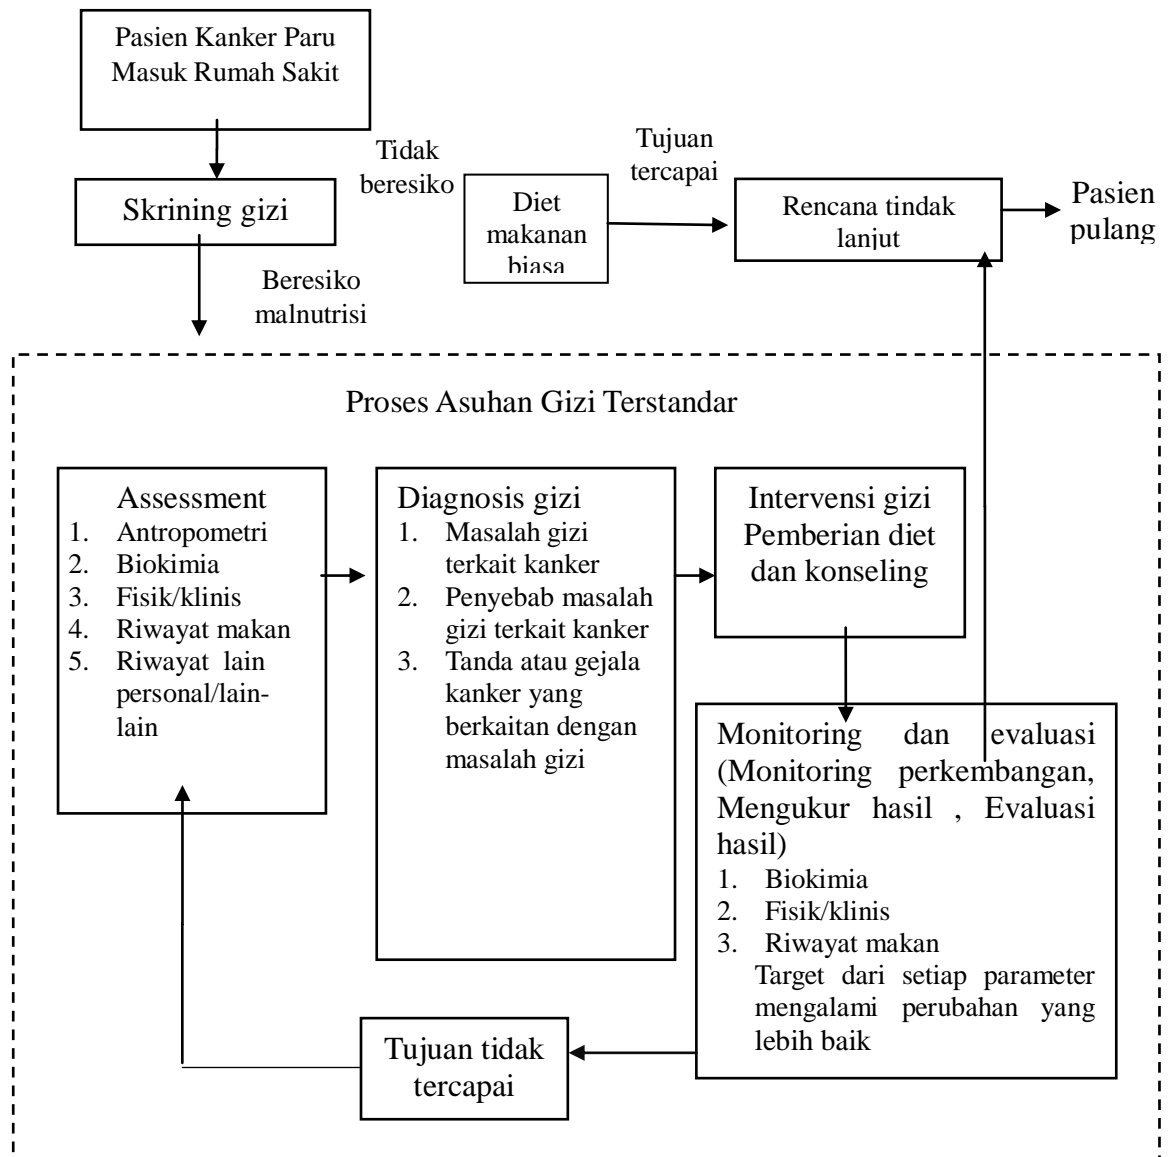 Pasien Kanker Paru
Masuk Rumah Sakit
Skrining gizi
Tidak
beresiko
Diet
makanan
biasa
Tujuan
tercapai
Rencana tindak
lanjut
Pasien
pulang
Beresiko
malnutrisi
Proses Asuhan Gizi Terstandar
Assessment
1. Antropometri
2. Biokimia
3. Fisik/klinis
4. Riwayat makan
5. Riwayat lain
personal/lain-
lain
Diagnosis gizi
1. Masalah gizi
terkait kanker
2. Penyebab masalah
gizi terkait kanker
3. Tanda atau gejala
kanker yang
berkaitan dengan
masalah gizi
Intervensi gizi
Pemberian diet
dan konseling
Monitoring dan evaluasi
(Monitoring perkembangan,
Mengukur hasil , Evaluasi
hasil)
1. Biokimia
2. Fisik/klinis
3. Riwayat makan
Target dari setiap parameter
mengalami perubahan yang
lebih baik
Tujuan tidak
tercapai